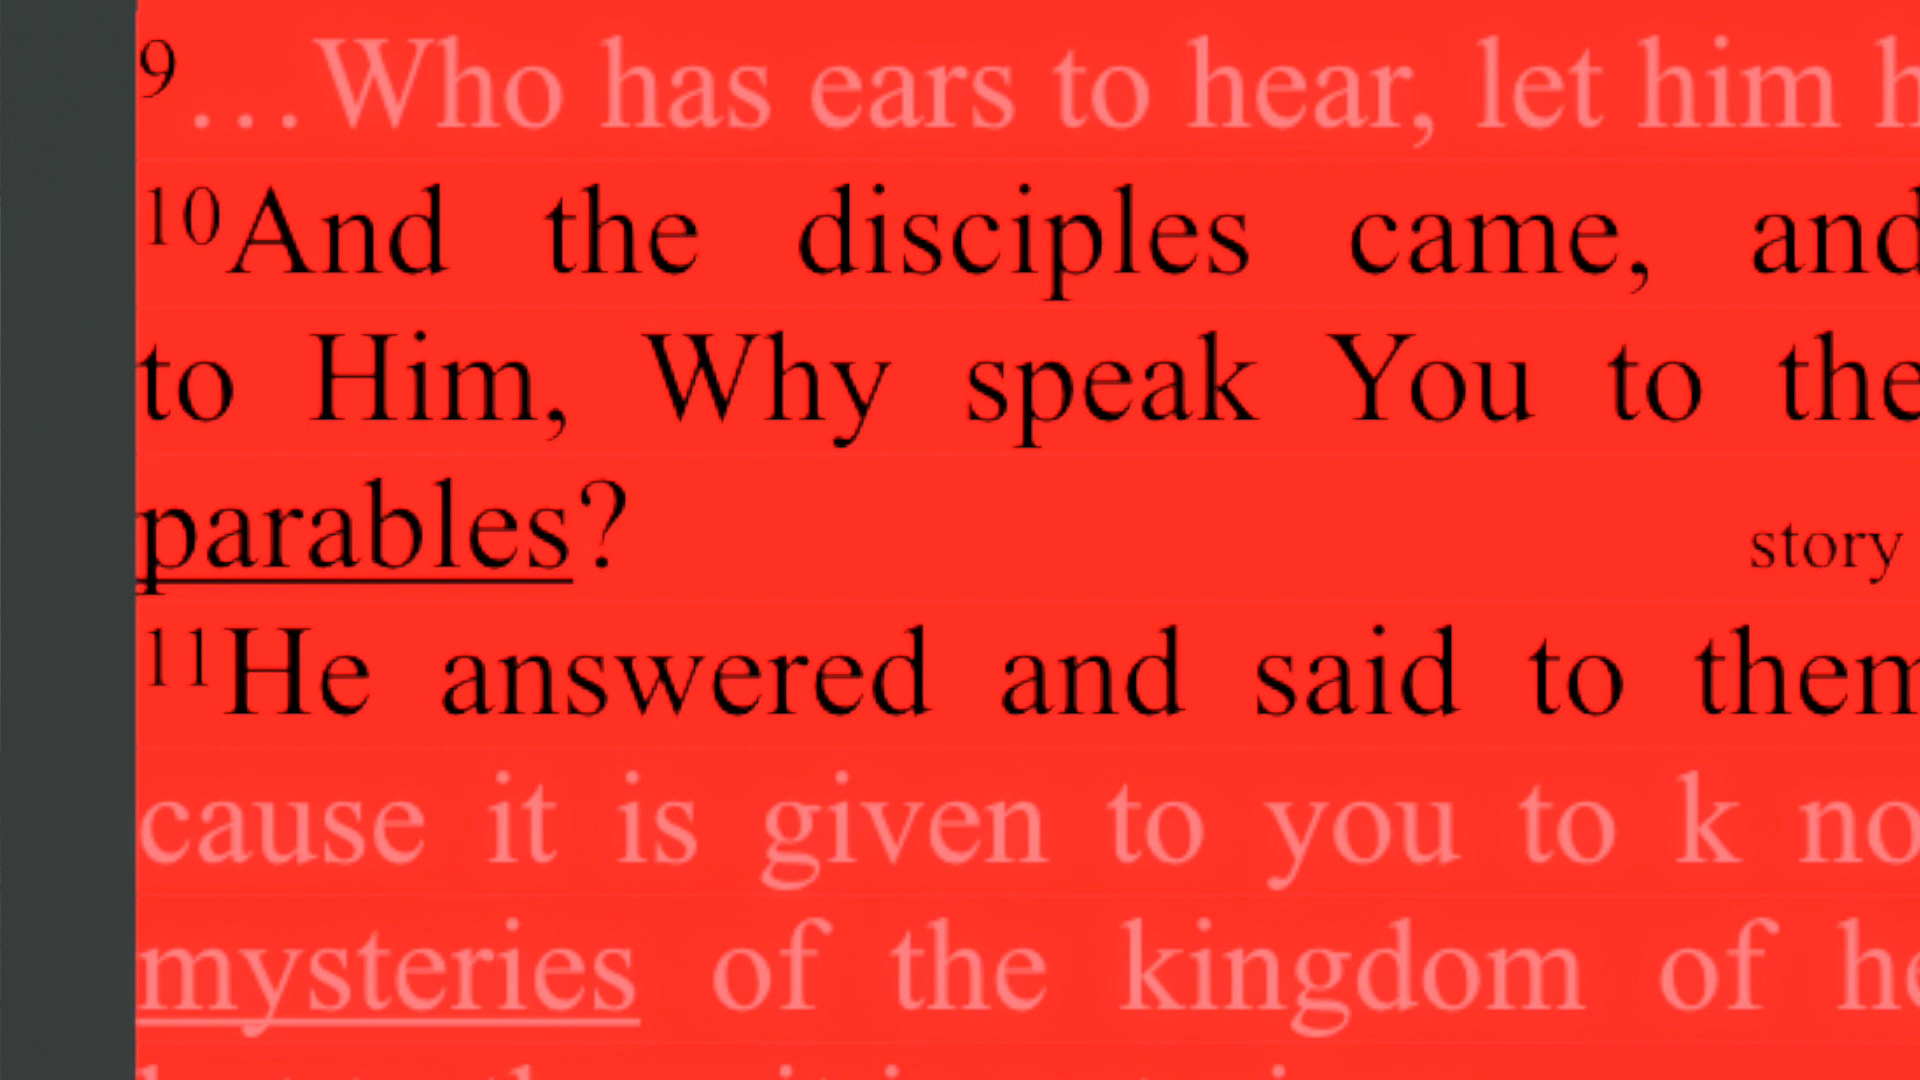 9...Who has ears to hear, let him h
10And the disciples came, and
to Him, Why speak You to the
parables? story
11He answered and said to them
cause it is given to you to k no
mysteries of the kingdom of he